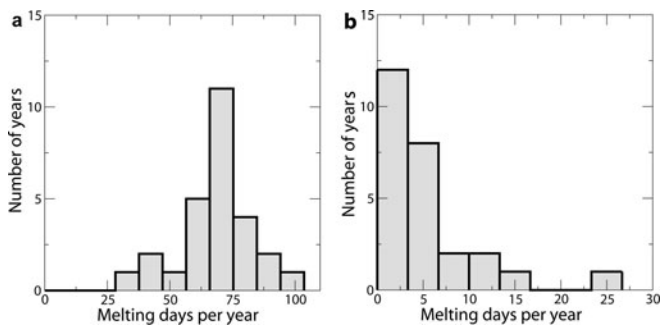 a
15
10
5
0
Number of years
0 25 50 75 100
Melting days per year
b
15
10
5
0
Number of years
0 5 10 15 20 25 30
Melting days per year